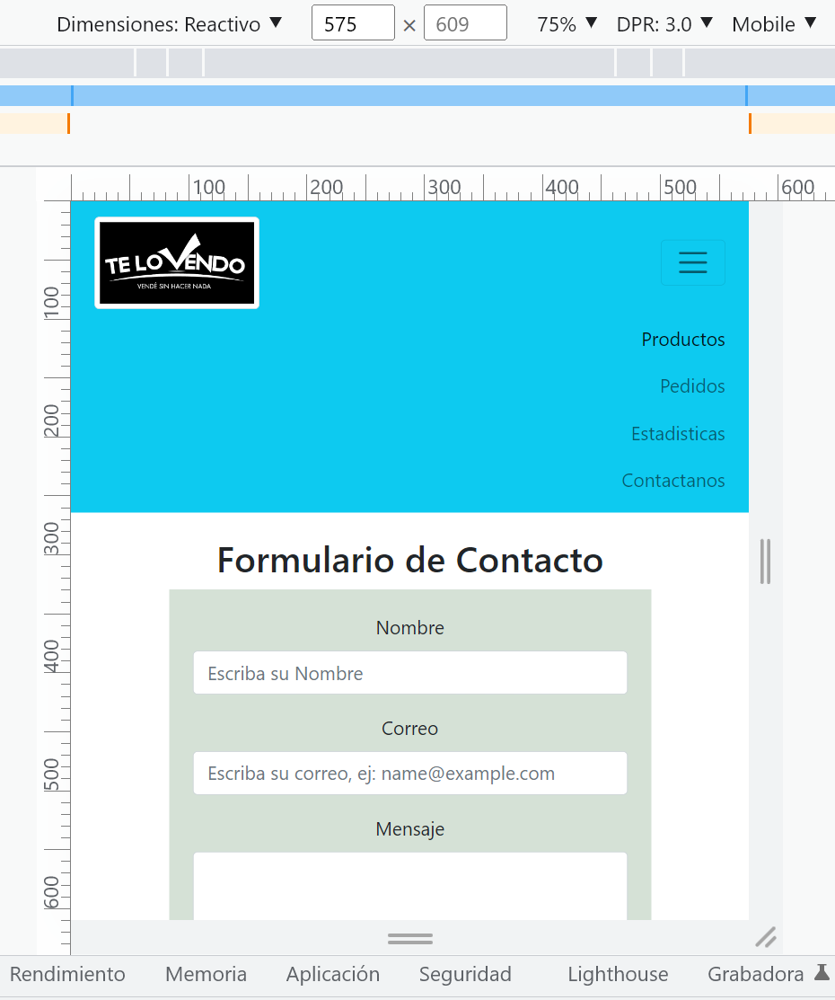 Dimensiones: Reactivo ▼ 575 × 609 75% ▼ DPR: 3.0 ▼ Mobile ▼
100 200 300 400 500 600
TE LO VENDO
VENDÉ SIN HACER NADA
100
Productos
Pedidos
200
Estadisticas
Contactanos
300
Formulario de Contacto
Nombre
400
Escriba su Nombre
Correo
500
Escriba su correo, ej: name@example.com
Mensaje
600
Rendimiento Memoria Aplicación Seguridad Lighthouse Grabadora